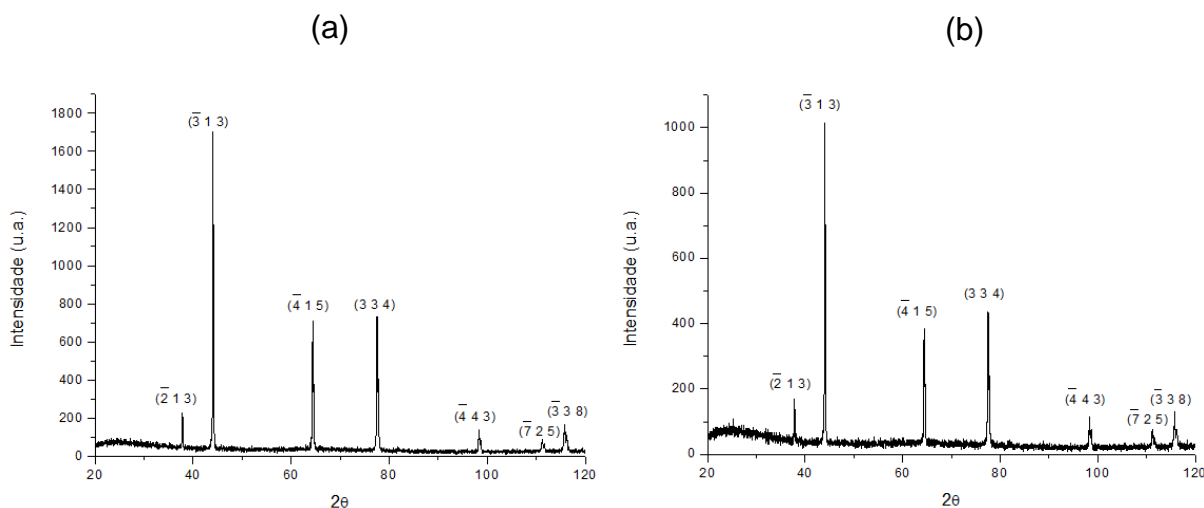 (a)
(b)
1800
1600
1400
1200
1000
800
600
400
200
0
Intensidade (u.a.)
(3̅ 1 3)
(2̅ 1 3)
(4̅ 1 5)
(3 3 4)
(4̅ 4 3)
(7̅ 2 5)
(3̅ 3 8)
20 40 60 80 100 120
2θ
1000
800
600
400
200
0
Intensidade (u.a.)
(3̅ 1 3)
(2̅ 1 3)
(4̅ 1 5)
(3 3 4)
(4̅ 4 3)
(7̅ 2 5)
(3̅ 3 8)
20 40 60 80 100 120
2θ